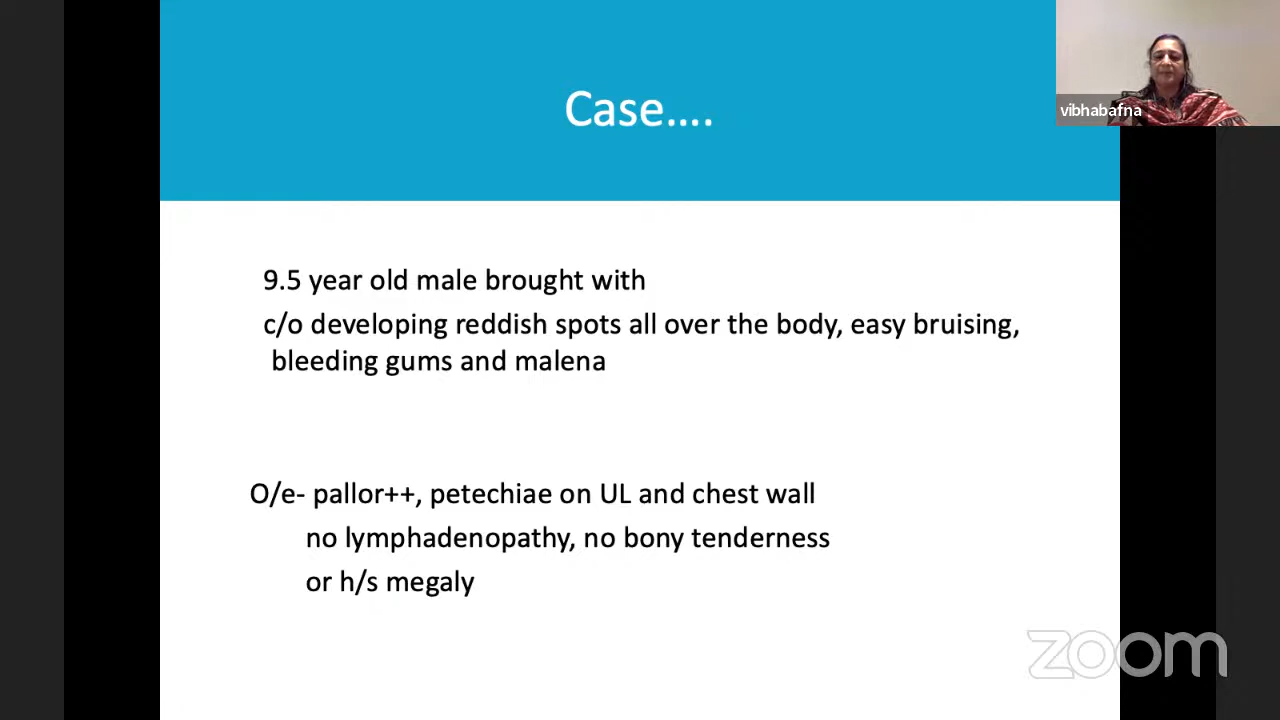 vibhabafna
Case....
9.5 year old male brought with
c/o developing reddish spots all over the body, easy bruising,
bleeding gums and malena
O/e- pallor++, petechiae on UL and chest wall
no lymphadenopathy, no bony tenderness
or h/s megaly
zoom